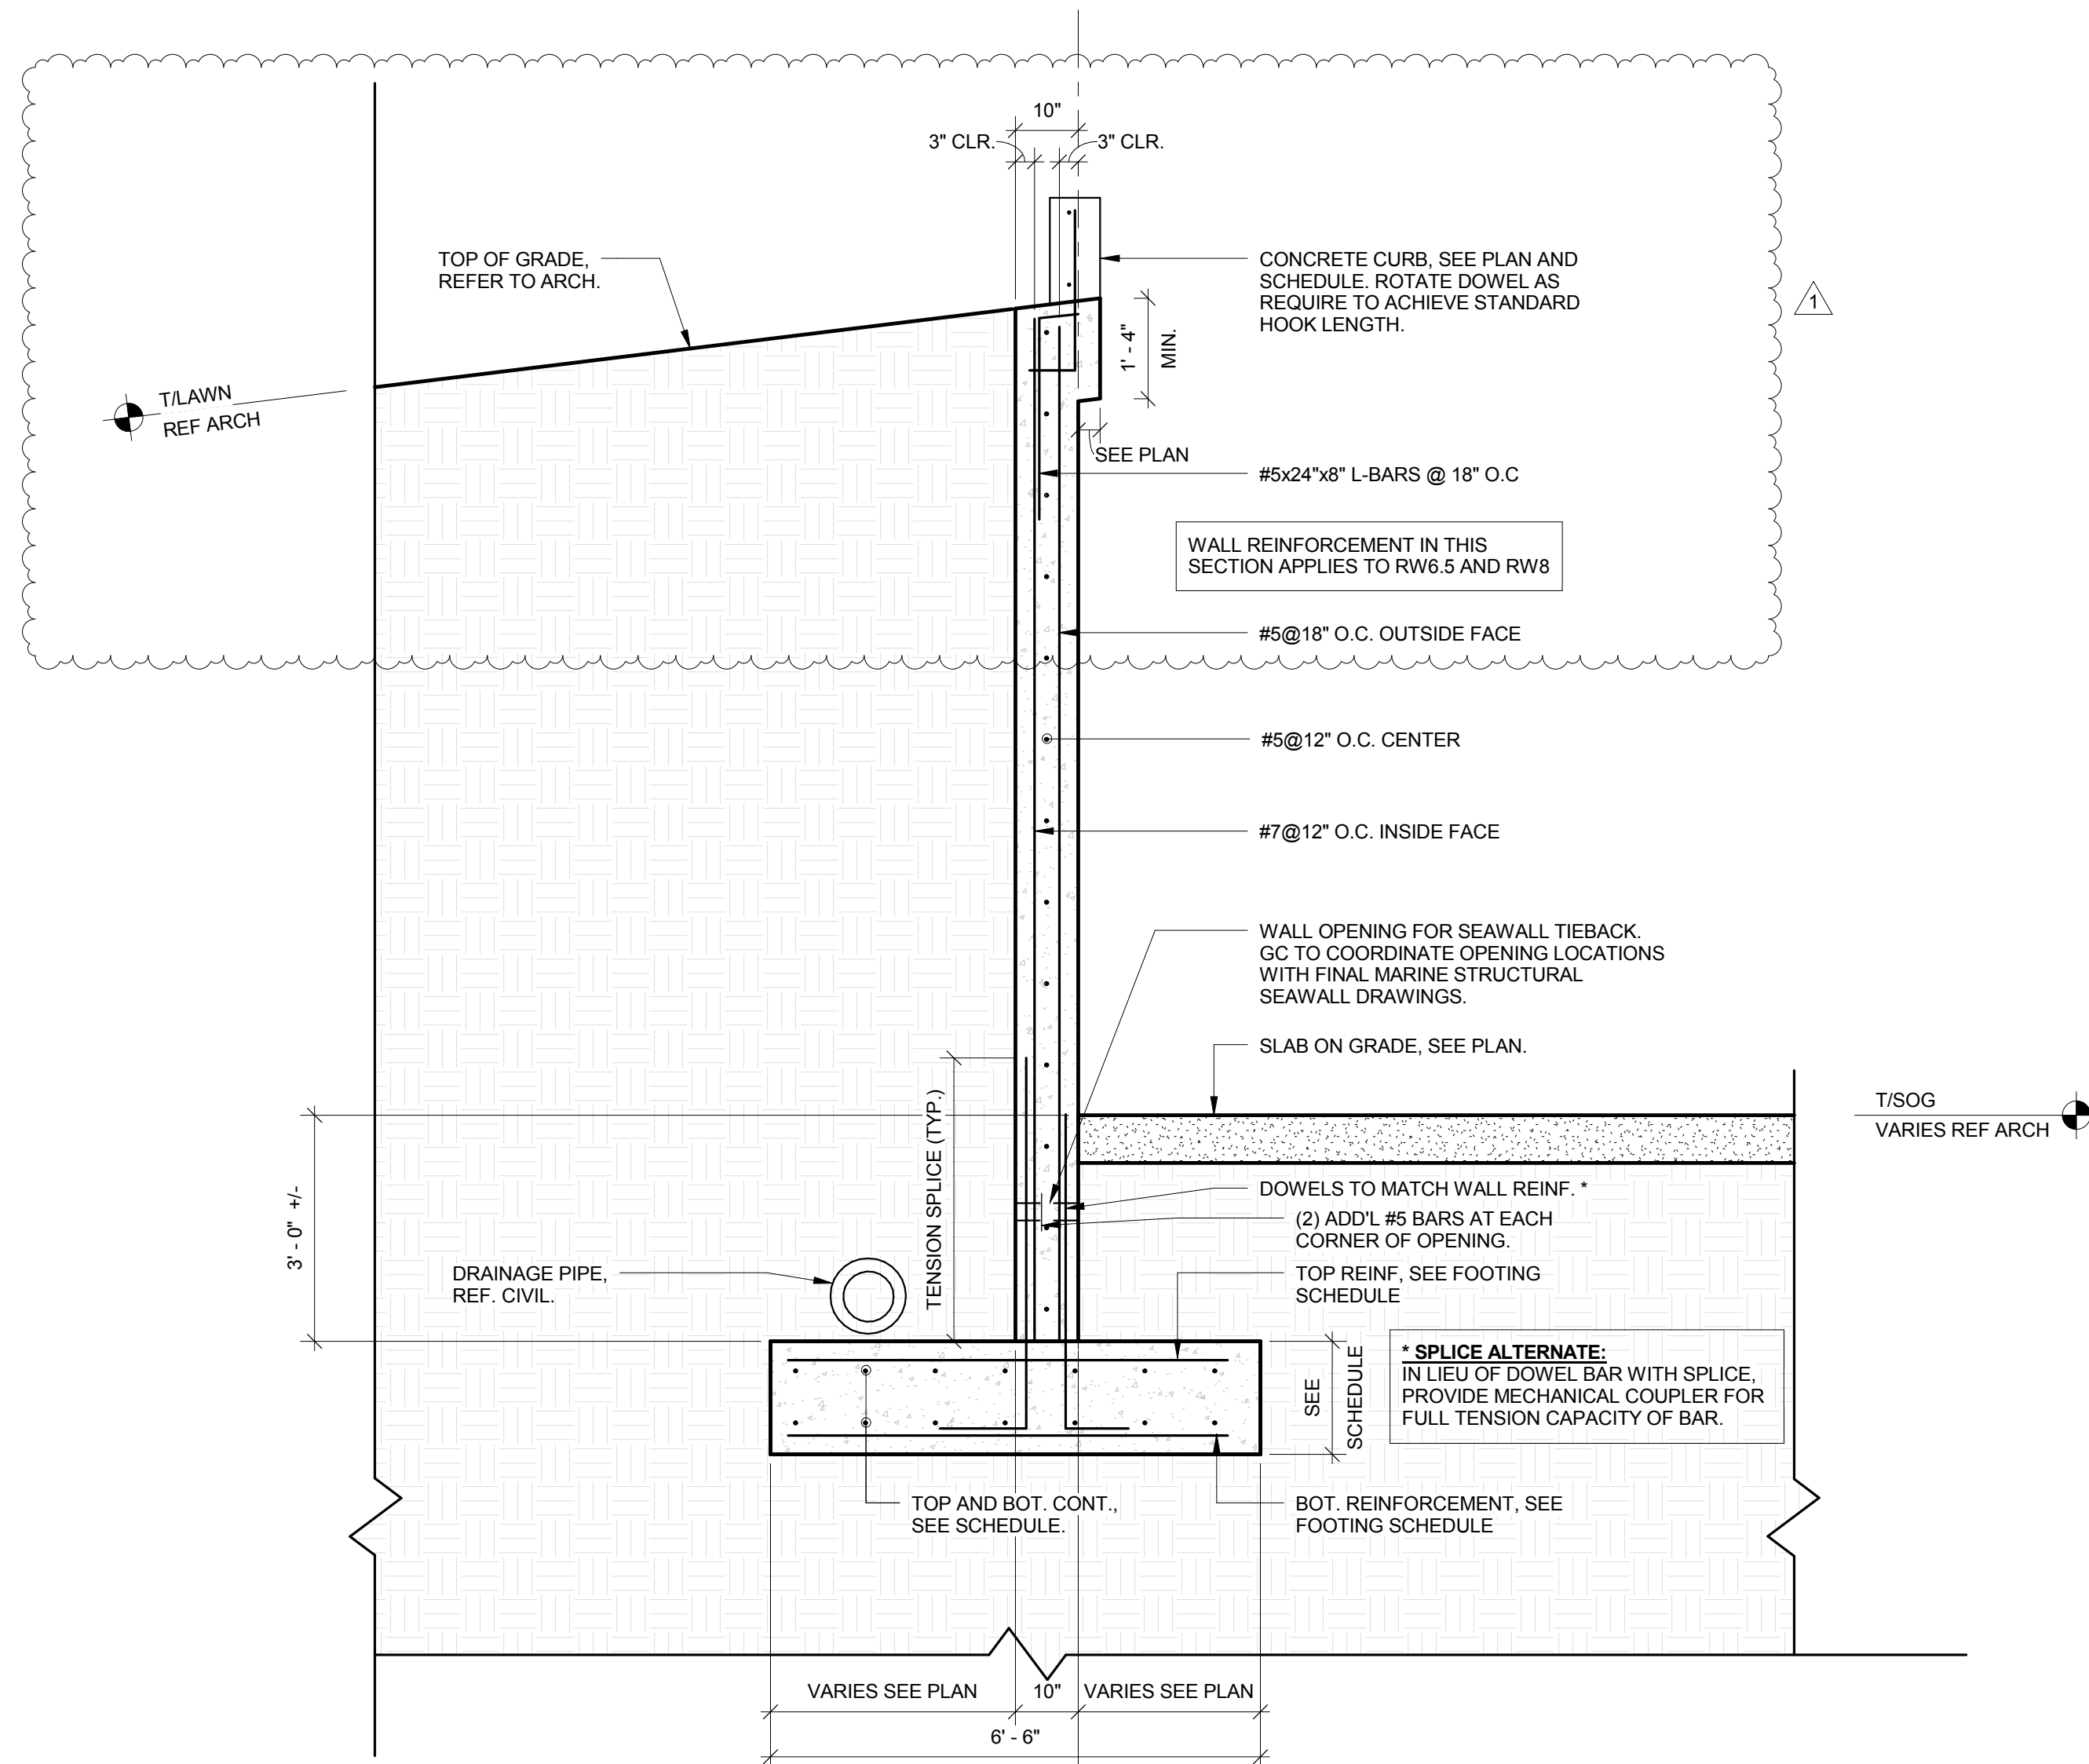 10"
3" CLR.
3" CLR.
TOP OF GRADE,
REFER TO ARCH.
CONCRETE CURB, SEE PLAN AND
SCHEDULE. ROTATE DOWEL AS
REQUIRE TO ACHIEVE STANDARD
HOOK LENGTH.
1
1' - 4"
MIN.
T/LAWN
REF ARCH
SEE PLAN
#5x24"x8" L-BARS @ 18" O.C
WALL REINFORCEMENT IN THIS
SECTION APPLIES TO RW6.5 AND RW8
#5@18" O.C. OUTSIDE FACE
#5@12" O.C. CENTER
#7@12" O.C. INSIDE FACE
WALL OPENING FOR SEAWALL TIEBACK.
GC TO COORDINATE OPENING LOCATIONS
WITH FINAL MARINE STRUCTURAL
SEAWALL DRAWINGS.
SLAB ON GRADE, SEE PLAN.
T/SOG
VARIES REF ARCH
TENSION SPLICE (TYP.)
3' - 0" +/-
DOWELS TO MATCH WALL REINF. *
(2) ADD'L #5 BARS AT EACH
CORNER OF OPENING.
DRAINAGE PIPE,
REF. CIVIL.
TOP REINF, SEE FOOTING
SCHEDULE
SEE
SCHEDULE
* SPLICE ALTERNATE:
IN LIEU OF DOWEL BAR WITH SPLICE,
PROVIDE MECHANICAL COUPLER FOR
FULL TENSION CAPACITY OF BAR.
TOP AND BOT. CONT.,
SEE SCHEDULE.
BOT. REINFORCEMENT, SEE
FOOTING SCHEDULE
VARIES SEE PLAN
10"
VARIES SEE PLAN
6' - 6"